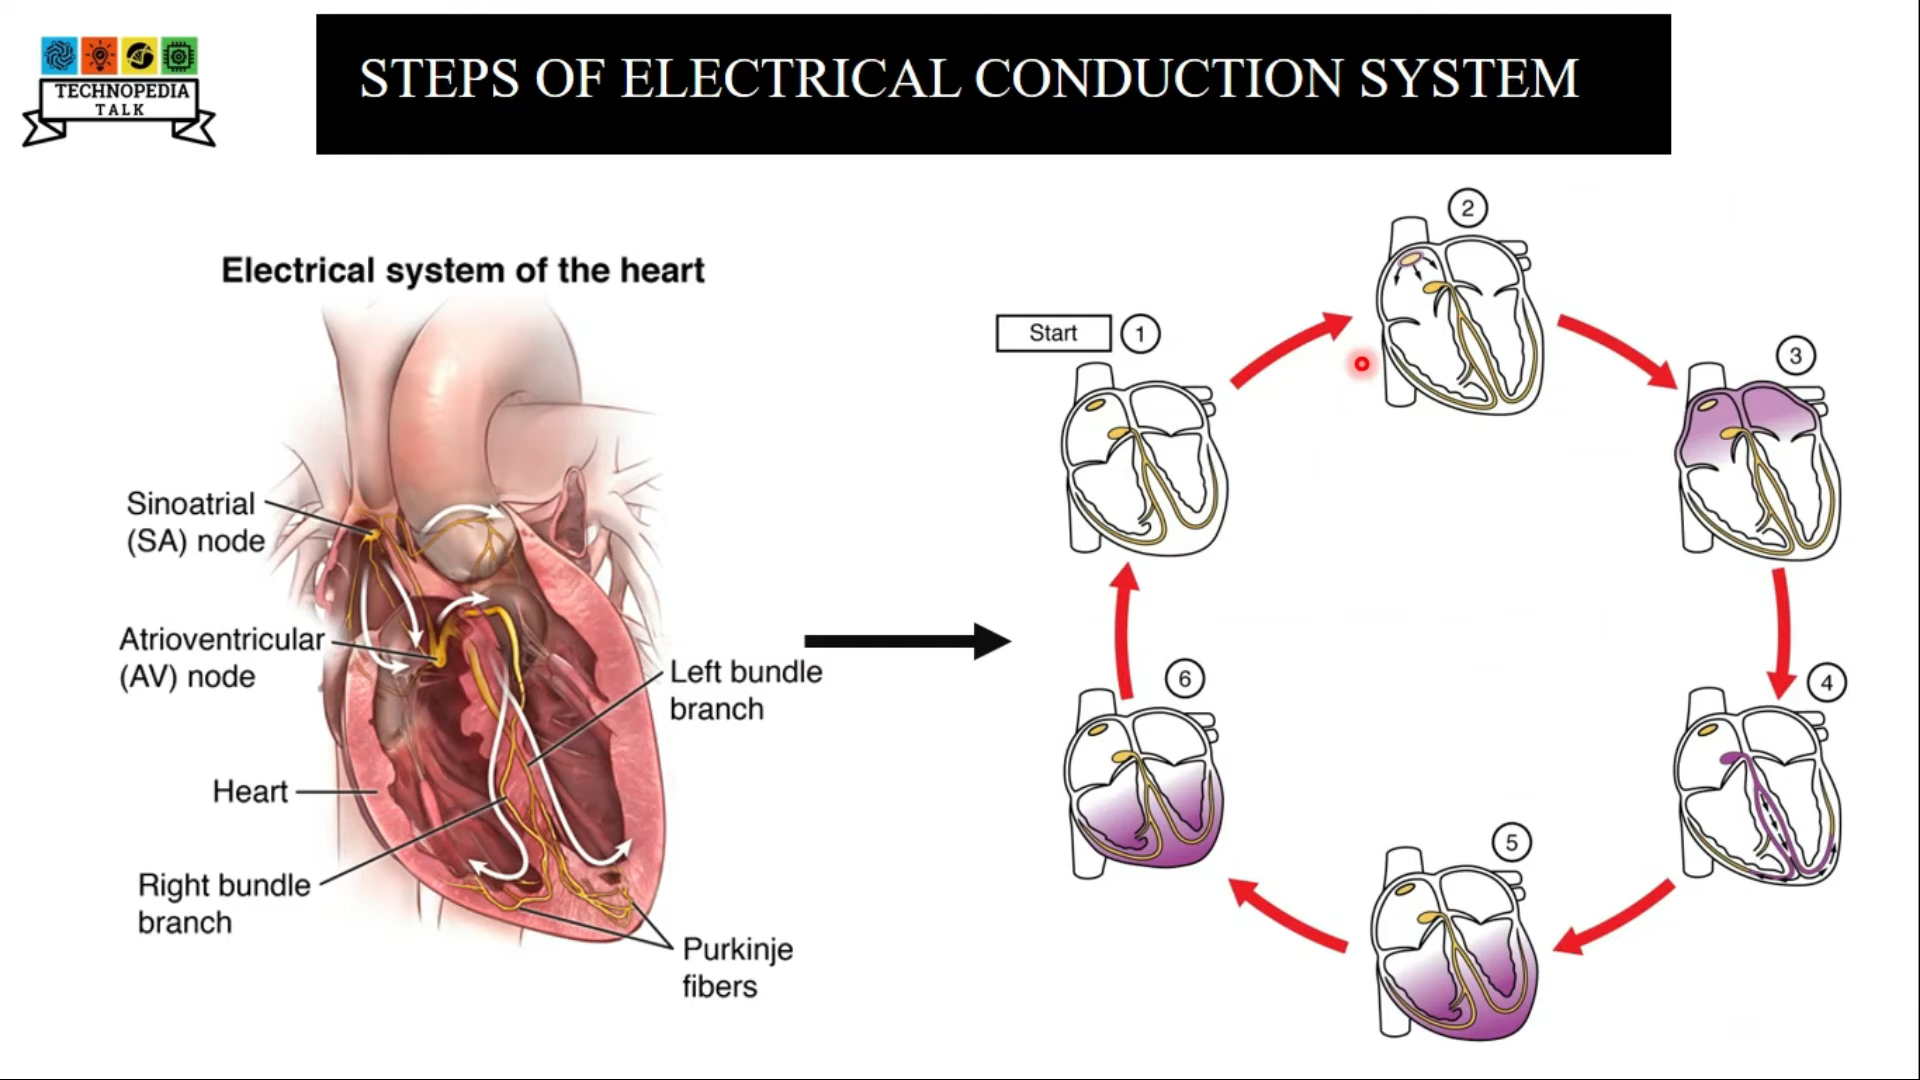 TECHNOPEDIA
TALK
STEPS OF ELECTRICAL CONDUCTION SYSTEM
Electrical system of the heart
Sinoatrial
(SA) node
Atrioventricular
(AV) node
Heart
Right bundle
branch
Left bundle
branch
Purkinje
fibers
Start
1
2
3
4
5
6